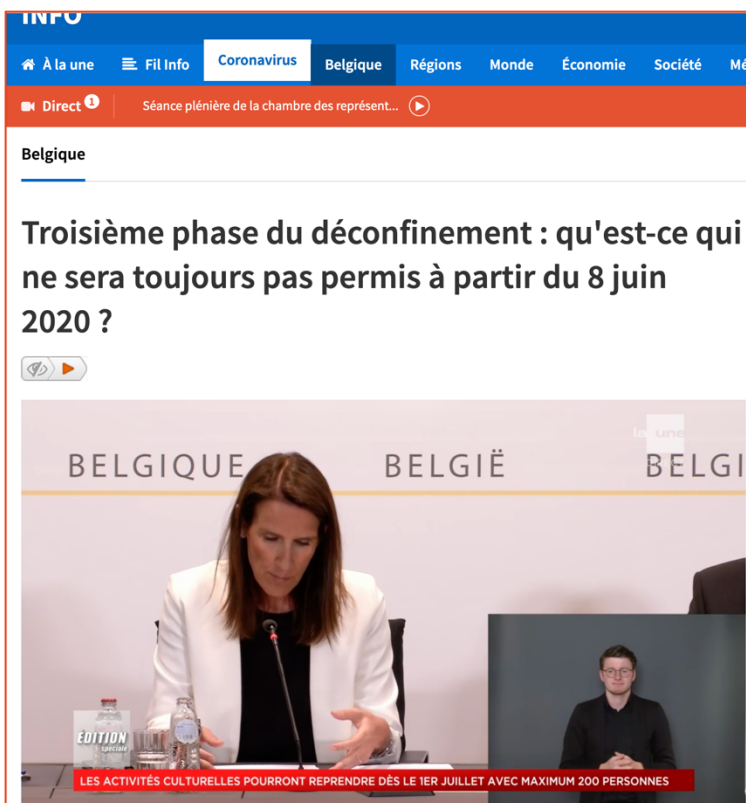 INFO
À la une Fil Info Coronavirus Belgique Régions Monde Économie Société Mé
Direct 1 Séance plénière de la chambre des représent...
Belgique
Troisième phase du déconfinement : qu'est-ce qui
ne sera toujours pas permis à partir du 8 juin
2020 ?
la une
BELGIQUE BELGIË BELGI
ÉDITION
spéciale
LES ACTIVITÉS CULTURELLES POURRONT REPRENDRE DÈS LE 1ER JUILLET AVEC MAXIMUM 200 PERSONNES